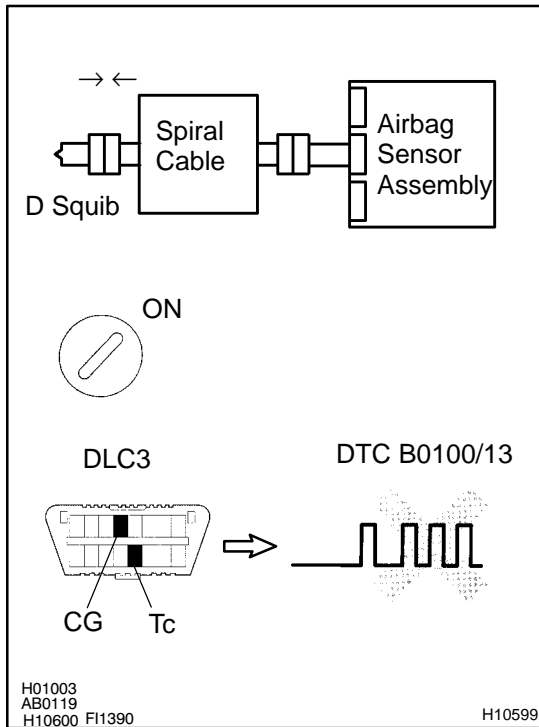 Spiral
Cable
Airbag
Sensor
Assembly
D Squib
ON
DLC3
DTC B0100/13
CG
Tc
H01003
AB0119
H10600 FI1390
H10599